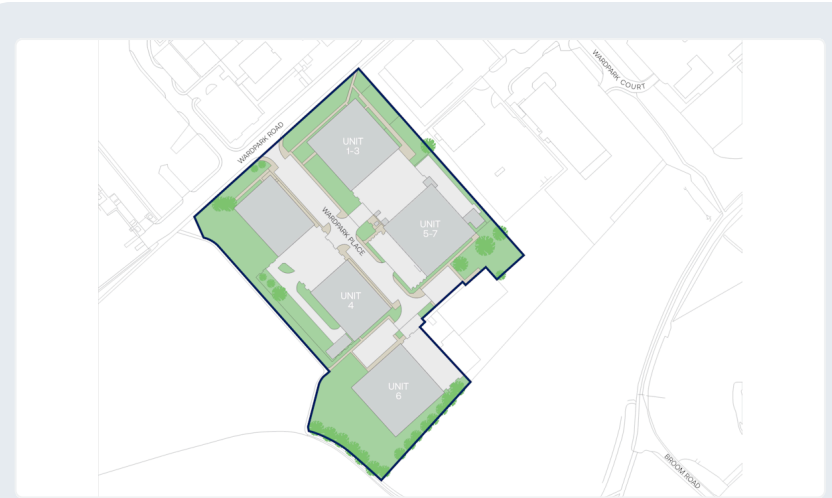 WARDPARK COURT
WARDPARK ROAD
UNIT
1-3
WARDPARK PLACE
UNIT
5-7
UNIT
4
UNIT
6
BROOM ROAD